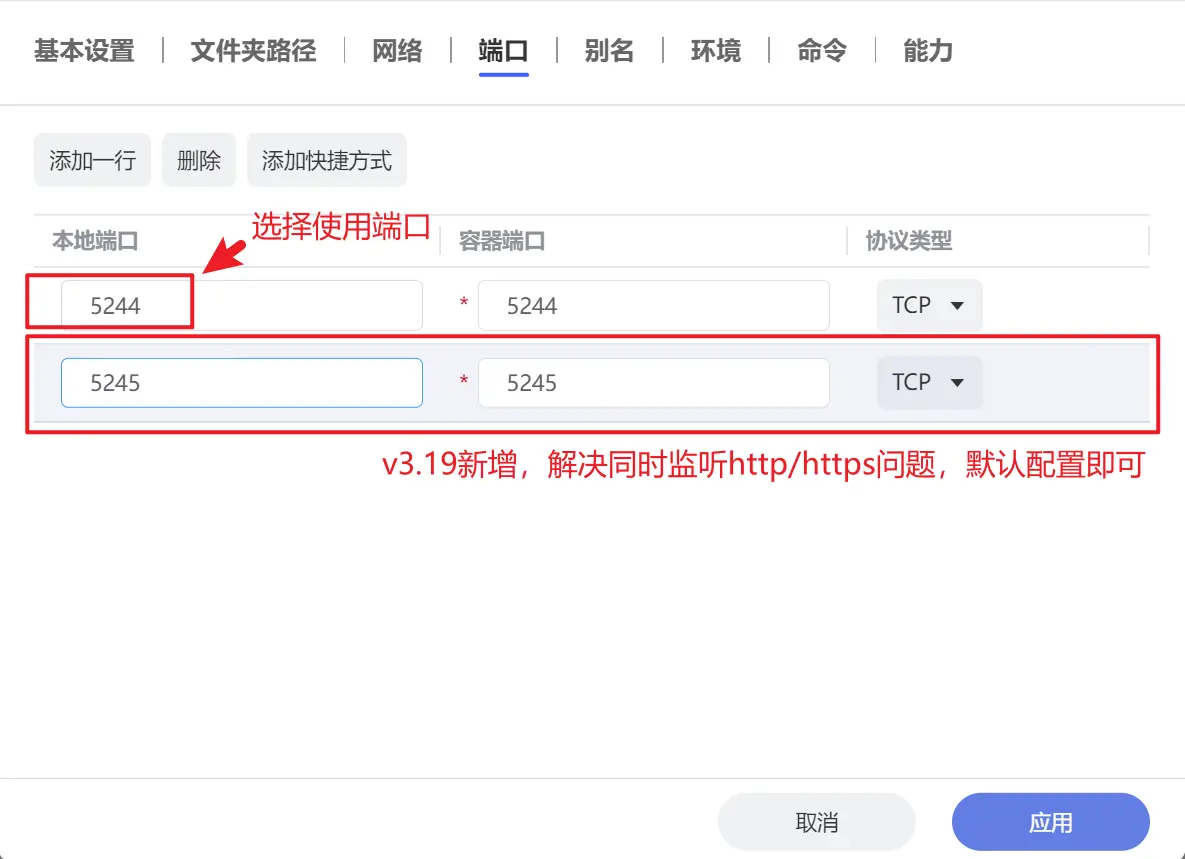 基本设置 | 文件夹路径 | 网络 | 端口 | 别名 | 环境 | 命令 | 能力
添加一行 删除 添加快捷方式
选择使用端口
本地端口 容器端口 协议类型
5244 * 5244 TCP
5245 * 5245 TCP
v3.19新增，解决同时监听http/https问题，默认配置即可
取消 应用